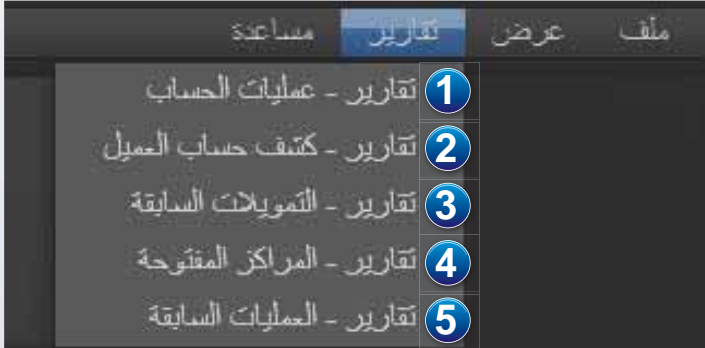 ملف عرض تقارير مساعدة
1 تقارير - عمليات الحساب
2 تقارير - كشف حساب العميل
3 تقارير - التمويلات السابقة
4 تقارير - المراكز المفتوحة
5 تقارير - العمليات السابقة